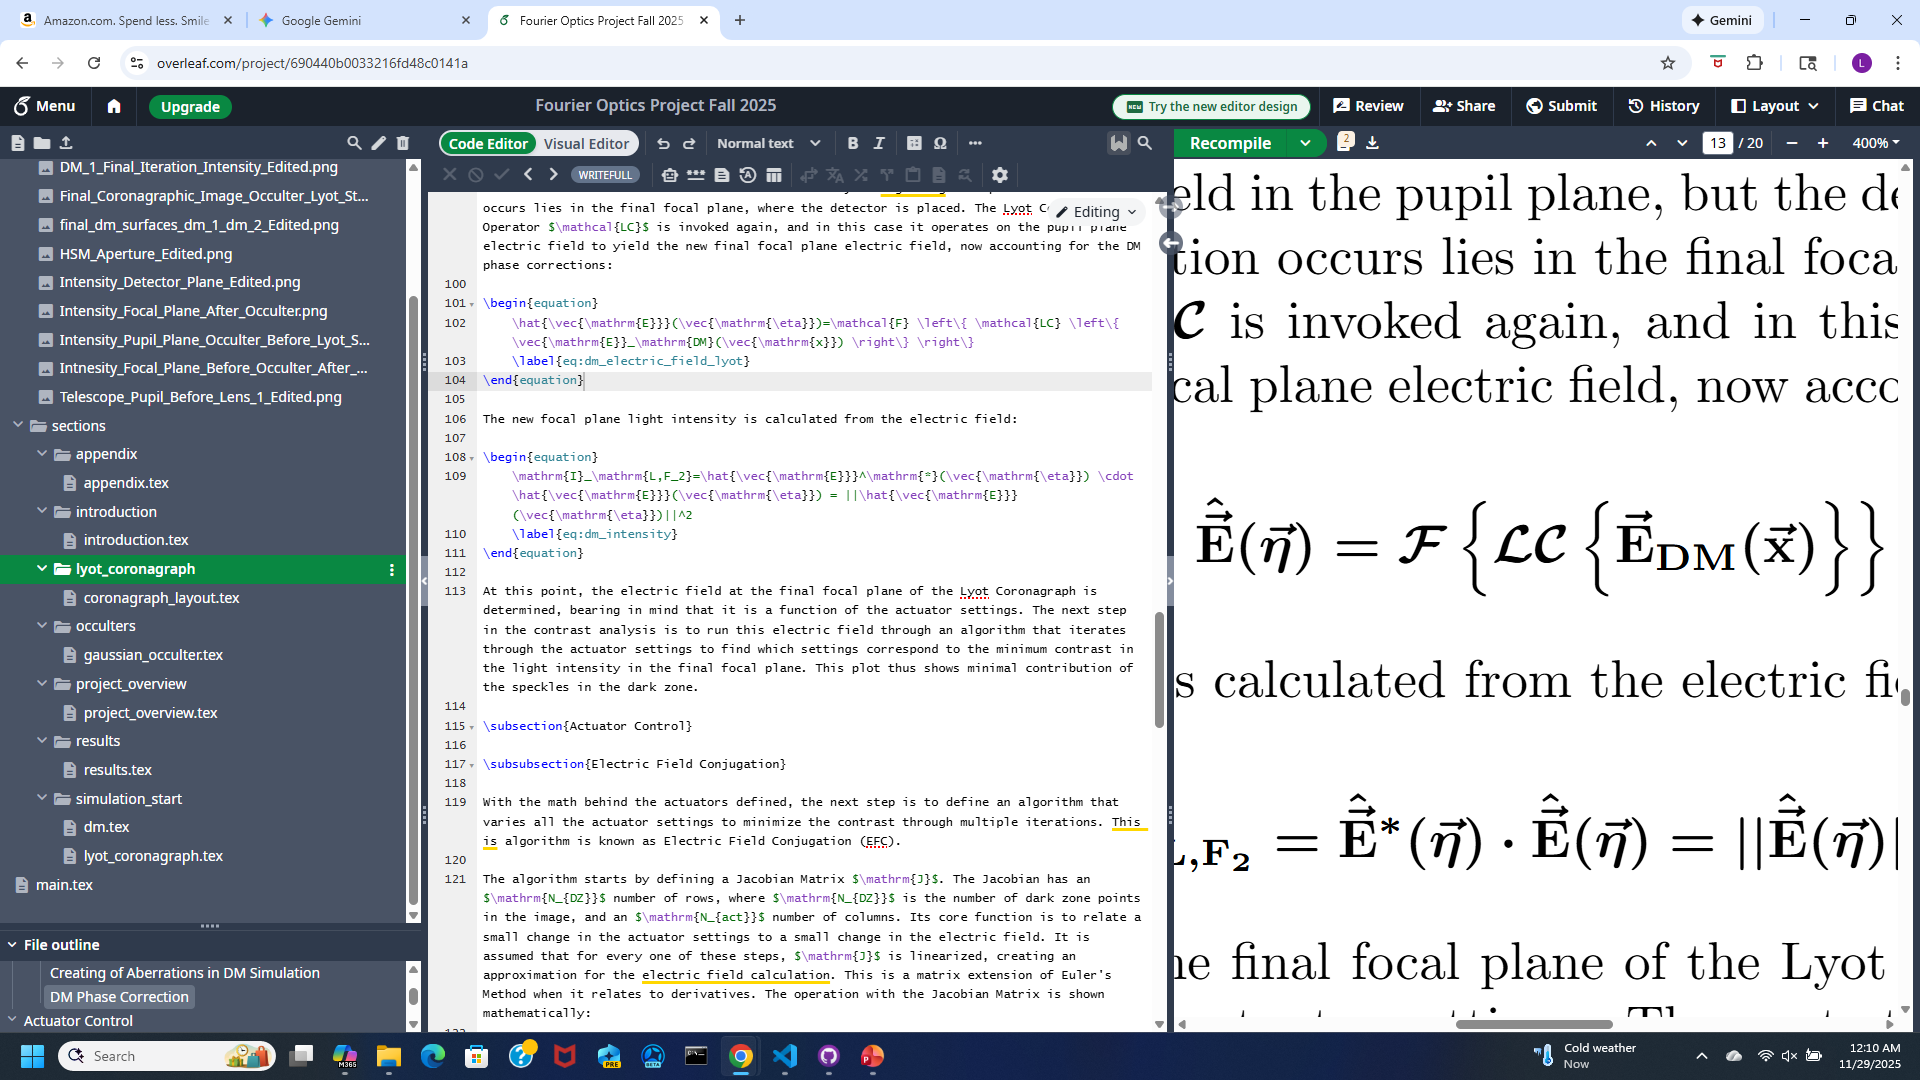 Amazon.com. Spend less. Smile
Google Gemini
Fourier Optics Project Fall 2025
Gemini
overleaf.com/project/690440b0033216fd48c0141a
L
Menu
Upgrade
Fourier Optics Project Fall 2025
NEW Try the new editor design
Review
Share
Submit
History
Layout
Chat
Code Editor
Visual Editor
Normal text
B
I
Ω
Recompile
2
13 / 20
400%
WRITEFULL
Editing
DM_1_Final_Iteration_Intensity_Edited.png
Final_Coronagraphic_Image_Occulter_Lyot_St...
final_dm_surfaces_dm_1_dm_2_Edited.png
HSM_Aperture_Edited.png
Intensity_Detector_Plane_Edited.png
Intensity_Focal_Plane_After_Occulter.png
Intensity_Pupil_Plane_Occulter_Before_Lyot_S...
Intnesity_Focal_Plane_Before_Occulter_After_...
Telescope_Pupil_Before_Lens_1_Edited.png
sections
appendix
appendix.tex
introduction
introduction.tex
lyot_coronagraph
coronagraph_layout.tex
occulters
gaussian_occulter.tex
project_overview
project_overview.tex
results
results.tex
simulation_start
dm.tex
lyot_coronagraph.tex
main.tex
File outline
Creating of Aberrations in DM Simulation
DM Phase Correction
Actuator Control
occurs lies in the final focal plane, where the detector is placed. The Lyot C
Operator $\mathcal{LC}$ is invoked again, and in this case it operates on the pupil plane
electric field to yield the new final focal plane electric field, now accounting for the DM
phase corrections:
100
101 \begin{equation}
102 \hat{\vec{\mathrm{E}}}(\vec{\mathrm{\eta}})=\mathcal{F} \left\{ \mathcal{LC} \left\{
\vec{\mathrm{E}}_\mathrm{DM}(\vec{\mathrm{x}}) \right\} \right\}
103 \label{eq:dm_electric_field_lyot}
104 \end{equation}
105
106 The new focal plane light intensity is calculated from the electric field:
107
108 \begin{equation}
109 \mathrm{I}_\mathrm{L,F_2}=\hat{\vec{\mathrm{E}}}^\mathrm{*}(\vec{\mathrm{\eta}}) \cdot
\hat{\vec{\mathrm{E}}}(\vec{\mathrm{\eta}}) = ||\hat{\vec{\mathrm{E}}}
(\vec{\mathrm{\eta}})||^2
110 \label{eq:dm_intensity}
111 \end{equation}
112
113 At this point, the electric field at the final focal plane of the Lyot Coronagraph is
determined, bearing in mind that it is a function of the actuator settings. The next step
in the contrast analysis is to run this electric field through an algorithm that iterates
through the actuator settings to find which settings correspond to the minimum contrast in
the light intensity in the final focal plane. This plot thus shows minimal contribution of
the speckles in the dark zone.
114
115 \subsection{Actuator Control}
116
117 \subsubsection{Electric Field Conjugation}
118
119 With the math behind the actuators defined, the next step is to define an algorithm that
varies all the actuator settings to minimize the contrast through multiple iterations. This
is algorithm is known as Electric Field Conjugation (EFC).
120
121 The algorithm starts by defining a Jacobian Matrix $\mathrm{J}$. The Jacobian has an
$\mathrm{N_{DZ}}$ number of rows, where $\mathrm{N_{DZ}}$ is the number of dark zone points
in the image, and an $\mathrm{N_{act}}$ number of columns. Its core function is to relate a
small change in the actuator settings to a small change in the electric field. It is
assumed that for every one of these steps, $\mathrm{J}$ is linearized, creating an
approximation for the electric field calculation. This is a matrix extension of Euler's
Method when it relates to derivatives. The operation with the Jacobian Matrix is shown
mathematically:
eld in the pupil plane, but the de
tion occurs lies in the final foca
C is invoked again, and in this
cal plane electric field, now acco
Ê⃗(η⃗) = F { LC { E⃗_DM(x⃗) } }
s calculated from the electric fi
L,F₂ = Ê⃗*(η⃗) · Ê⃗(η⃗) = ||Ê⃗(η⃗)|
he final focal plane of the Lyot
Search
M365
PRE
BETA
Cold weather
Now
12:10 AM
11/29/2025